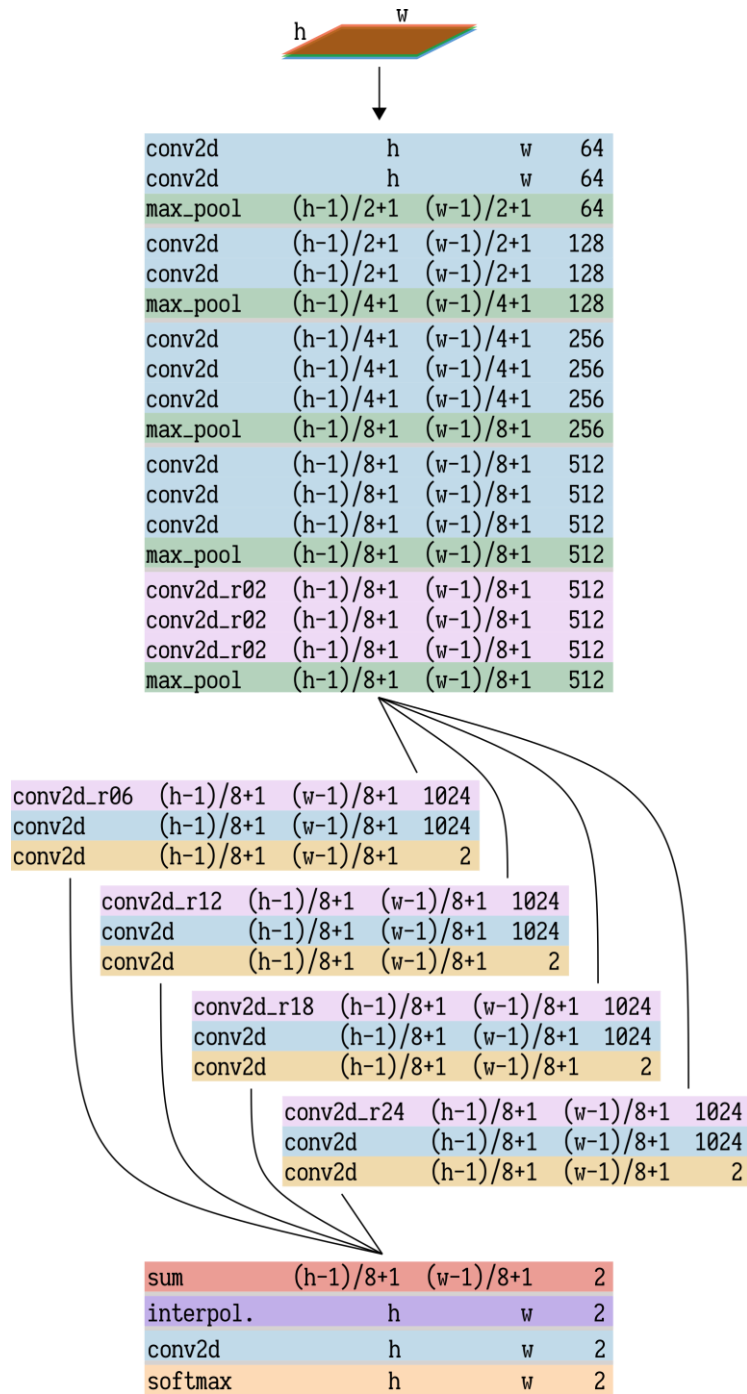 w
h
conv2d h w 64
conv2d h w 64
max_pool (h-1)/2+1 (w-1)/2+1 64
conv2d (h-1)/2+1 (w-1)/2+1 128
conv2d (h-1)/2+1 (w-1)/2+1 128
max_pool (h-1)/4+1 (w-1)/4+1 128
conv2d (h-1)/4+1 (w-1)/4+1 256
conv2d (h-1)/4+1 (w-1)/4+1 256
conv2d (h-1)/4+1 (w-1)/4+1 256
max_pool (h-1)/8+1 (w-1)/8+1 256
conv2d (h-1)/8+1 (w-1)/8+1 512
conv2d (h-1)/8+1 (w-1)/8+1 512
conv2d (h-1)/8+1 (w-1)/8+1 512
max_pool (h-1)/8+1 (w-1)/8+1 512
conv2d_r02 (h-1)/8+1 (w-1)/8+1 512
conv2d_r02 (h-1)/8+1 (w-1)/8+1 512
conv2d_r02 (h-1)/8+1 (w-1)/8+1 512
max_pool (h-1)/8+1 (w-1)/8+1 512
conv2d_r06 (h-1)/8+1 (w-1)/8+1 1024
conv2d (h-1)/8+1 (w-1)/8+1 1024
conv2d (h-1)/8+1 (w-1)/8+1 2
conv2d_r12 (h-1)/8+1 (w-1)/8+1 1024
conv2d (h-1)/8+1 (w-1)/8+1 1024
conv2d (h-1)/8+1 (w-1)/8+1 2
conv2d_r18 (h-1)/8+1 (w-1)/8+1 1024
conv2d (h-1)/8+1 (w-1)/8+1 1024
conv2d (h-1)/8+1 (w-1)/8+1 2
conv2d_r24 (h-1)/8+1 (w-1)/8+1 1024
conv2d (h-1)/8+1 (w-1)/8+1 1024
conv2d (h-1)/8+1 (w-1)/8+1 2
sum (h-1)/8+1 (w-1)/8+1 2
interpol. h w 2
conv2d h w 2
softmax h w 2